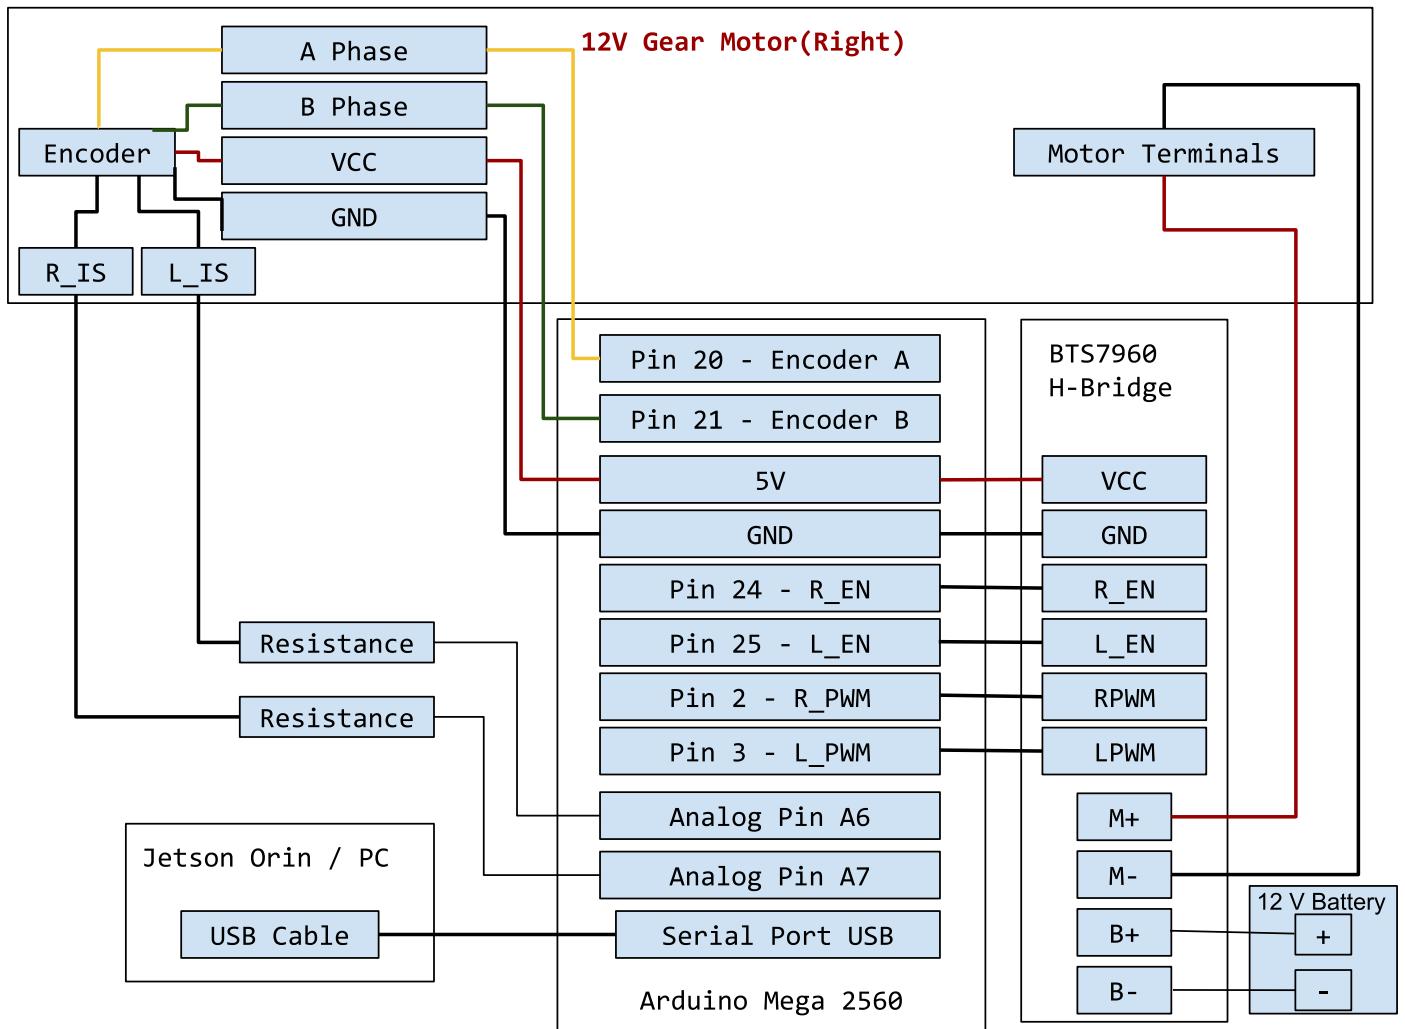 12V Gear Motor(Right)
A Phase
B Phase
Encoder
VCC
GND
R_IS
L_IS
Motor Terminals
Pin 20 - Encoder A
Pin 21 - Encoder B
5V
GND
Pin 24 - R_EN
Pin 25 - L_EN
Pin 2 - R_PWM
Pin 3 - L_PWM
Analog Pin A6
Analog Pin A7
Serial Port USB
Arduino Mega 2560
BTS7960
H-Bridge
VCC
GND
R_EN
L_EN
RPWM
LPWM
M+
M-
B+
B-
12 V Battery
+
-
Resistance
Resistance
Jetson Orin / PC
USB Cable